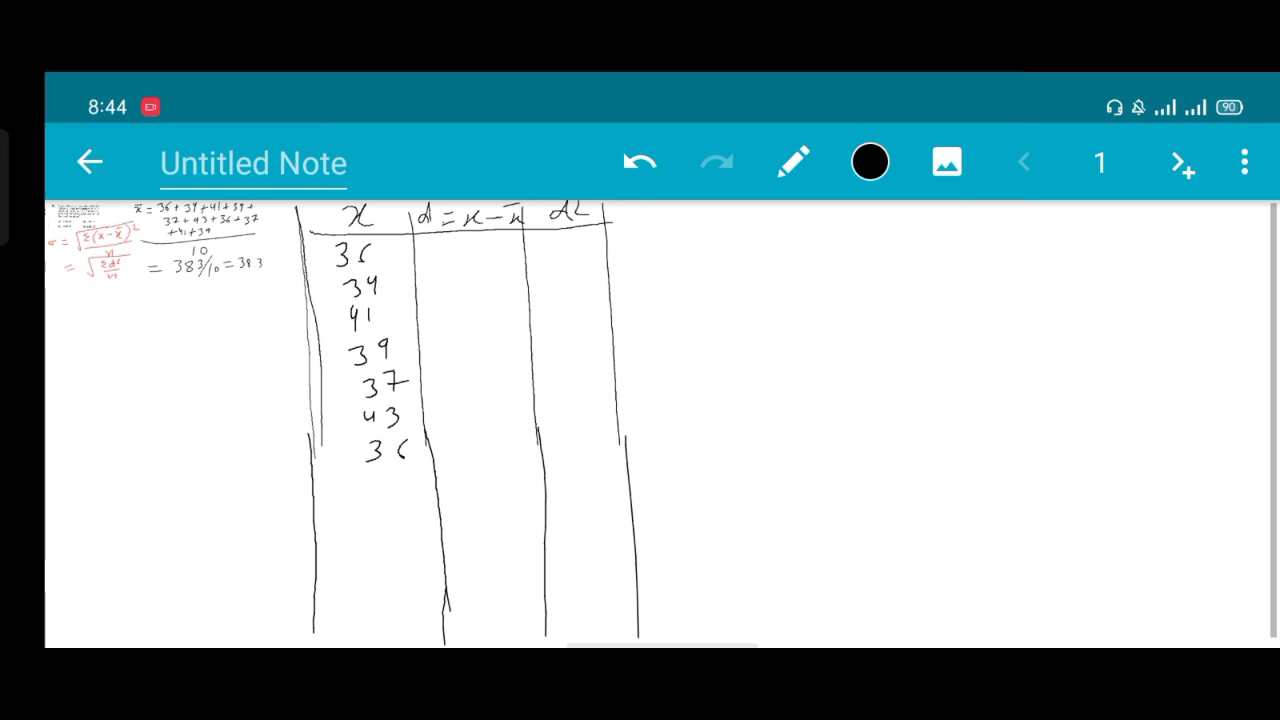 8:44
90
Untitled Note
1
x̄ = 36 + 34 + 41 + 39 +
37 + 43 + 36 + 37
+ 41 + 39
10
= 383/10 = 38.3
σ = √Σ(x-x̄)²
n
= √Σd²
n
x d = x - x̄ d²
36
34
41
39
37
43
36